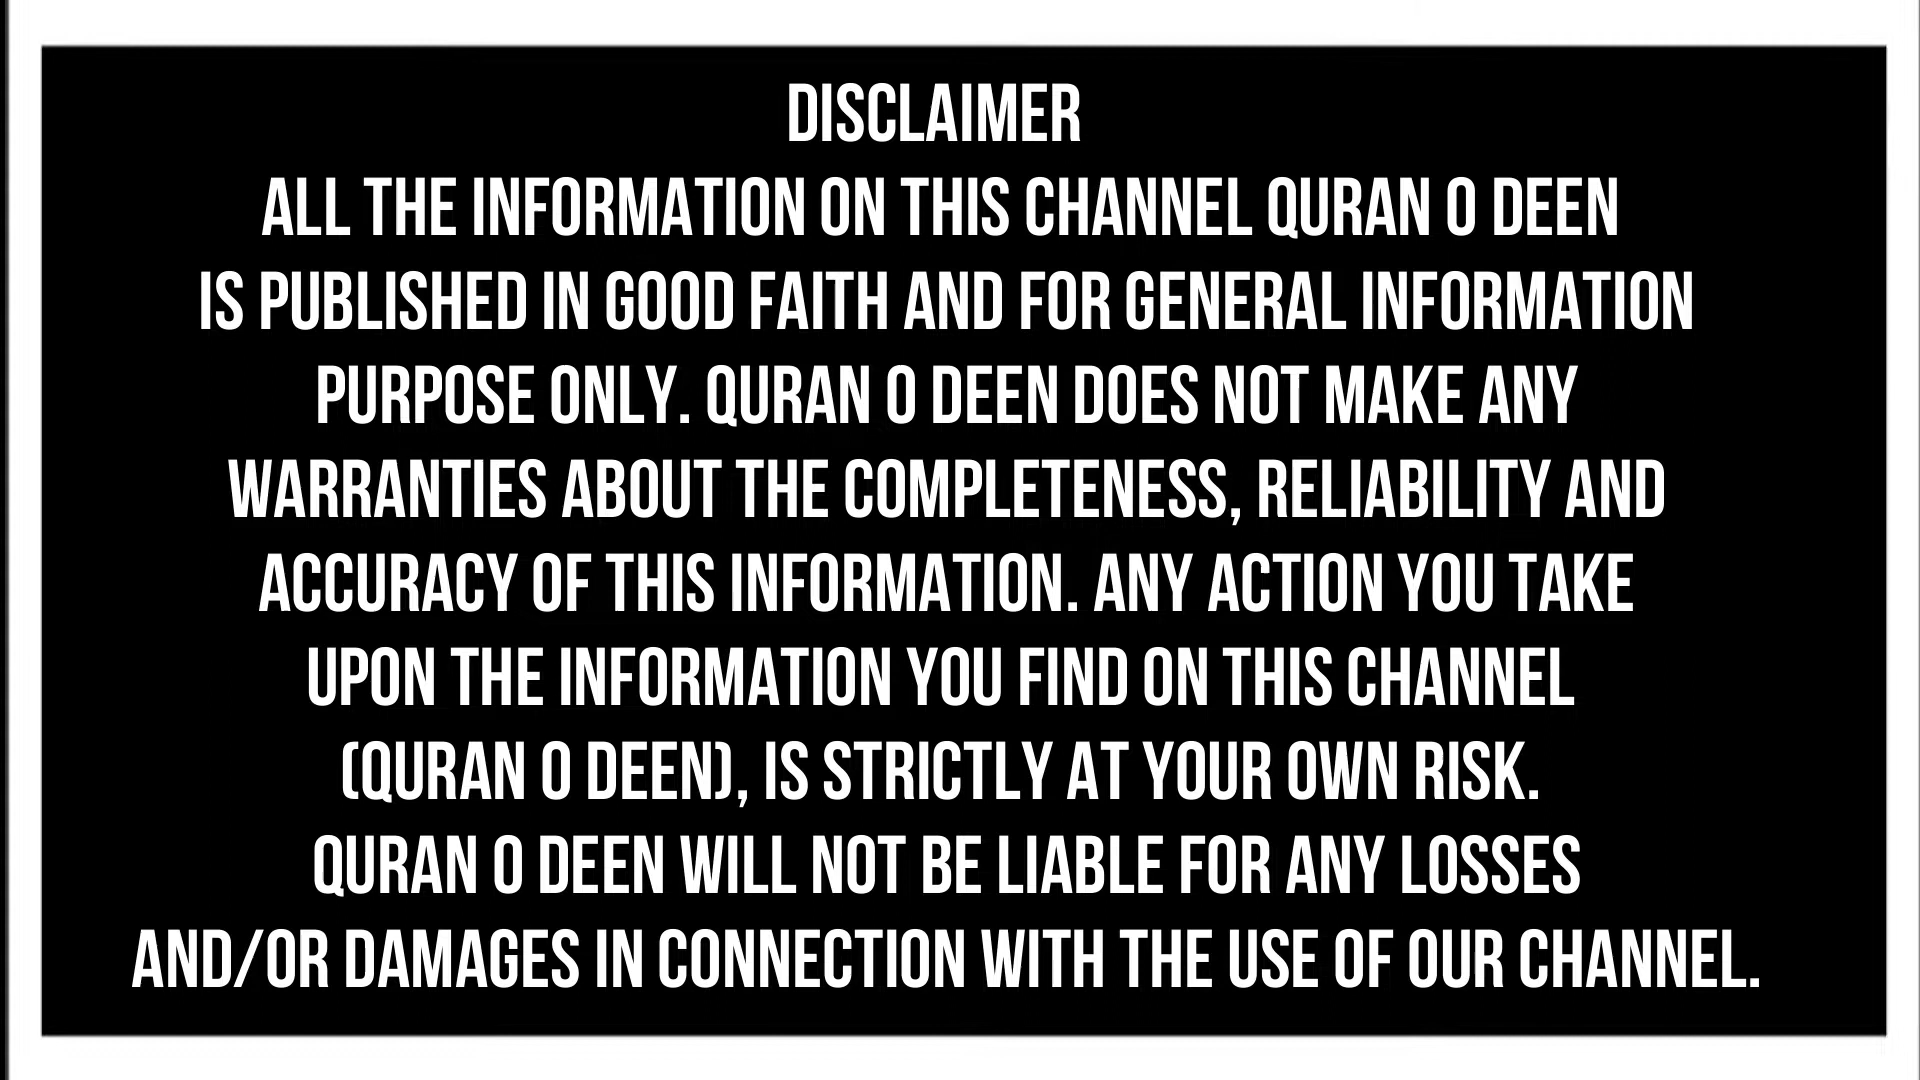 DISCLAIMER
ALL THE INFORMATION ON THIS CHANNEL QURAN O DEEN
IS PUBLISHED IN GOOD FAITH AND FOR GENERAL INFORMATION
PURPOSE ONLY. QURAN O DEEN DOES NOT MAKE ANY
WARRANTIES ABOUT THE COMPLETENESS, RELIABILITY AND
ACCURACY OF THIS INFORMATION. ANY ACTION YOU TAKE
UPON THE INFORMATION YOU FIND ON THIS CHANNEL
(QURAN O DEEN), IS STRICTLY AT YOUR OWN RISK.
QURAN O DEEN WILL NOT BE LIABLE FOR ANY LOSSES
AND/OR DAMAGES IN CONNECTION WITH THE USE OF OUR CHANNEL.